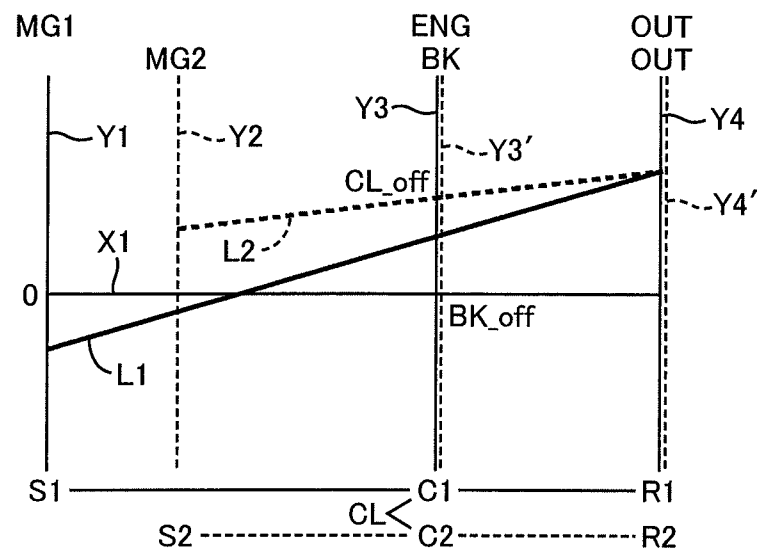 MG1 ENG OUT
MG2 BK OUT
Y1 Y2 Y3 Y4
Y3′
CL_off
Y4′
X1 L2
0
BK_off
L1
S1 C1 R1
CL
S2 C2 R2